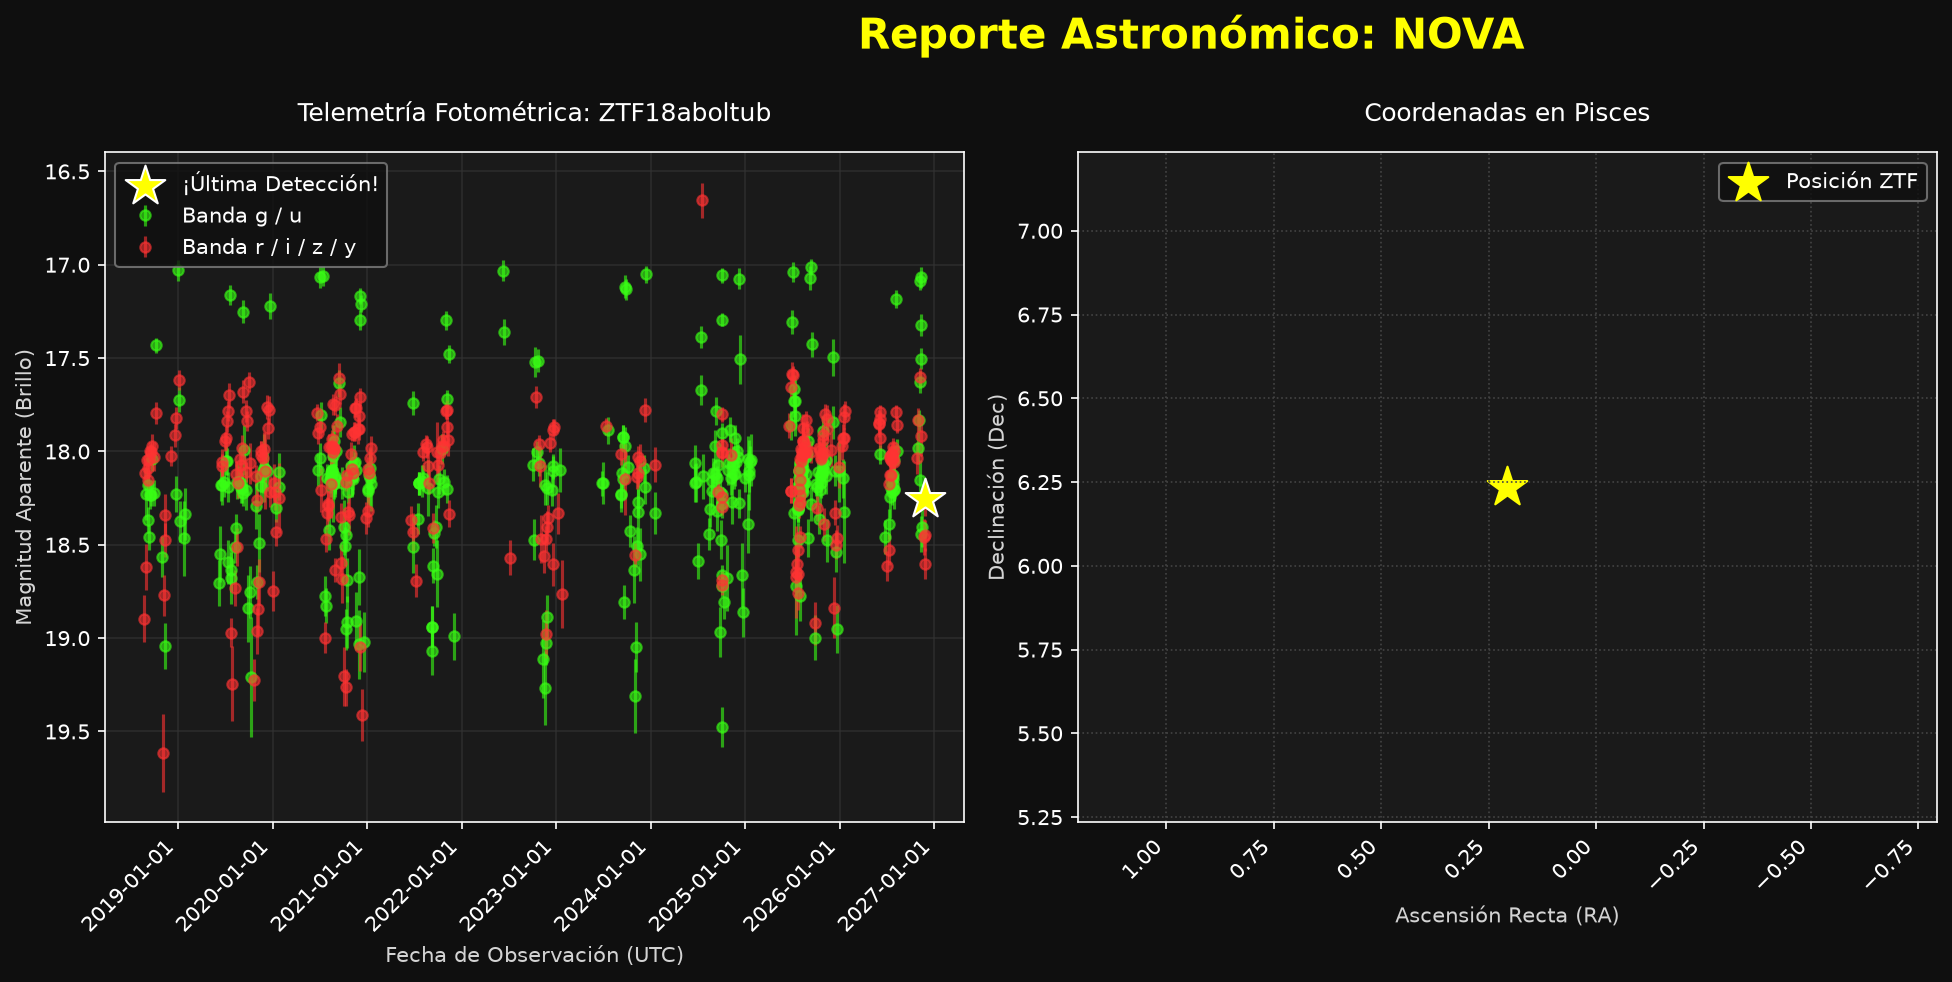 Reporte Astronómico: NOVA
Telemetría Fotométrica: ZTF18aboltub
¡Última Detección!
Banda g / u
Banda r / i / z / y
Magnitud Aparente (Brillo)
16.5
17.0
17.5
18.0
18.5
19.0
19.5
2019-01-01
2020-01-01
2021-01-01
2022-01-01
2023-01-01
2024-01-01
2025-01-01
2026-01-01
2027-01-01
Fecha de Observación (UTC)
Coordenadas en Pisces
Posición ZTF
Declinación (Dec)
7.00
6.75
6.50
6.25
6.00
5.75
5.50
5.25
1.00
0.75
0.50
0.25
0.00
−0.25
−0.50
−0.75
Ascensión Recta (RA)